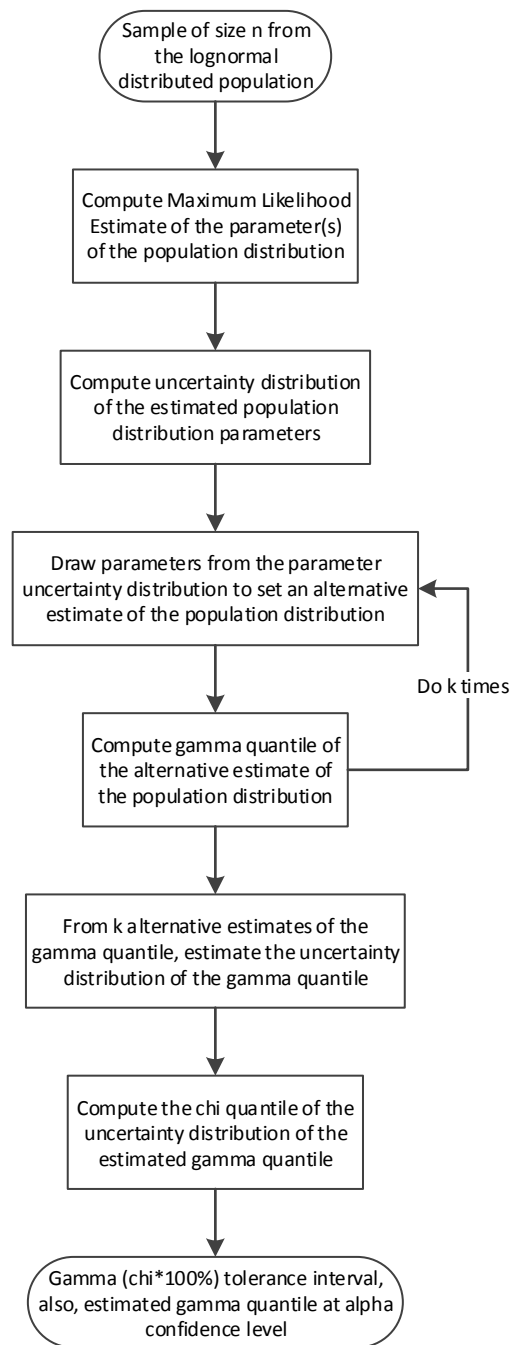 Sample of size n from
the lognormal
distributed population
Compute Maximum Likelihood
Estimate of the parameter(s)
of the population distribution
Compute uncertainty distribution
of the estimated population
distribution parameters
Draw parameters from the parameter
uncertainty distribution to set an alternative
estimate of the population distribution
Do k times
Compute gamma quantile of
the alternative estimate of
the population distribution
From k alternative estimates of the
gamma quantile, estimate the uncertainty
distribution of the gamma quantile
Compute the chi quantile of the
uncertainty distribution of the
estimated gamma quantile
Gamma (chi*100%) tolerance interval,
also, estimated gamma quantile at alpha
confidence level